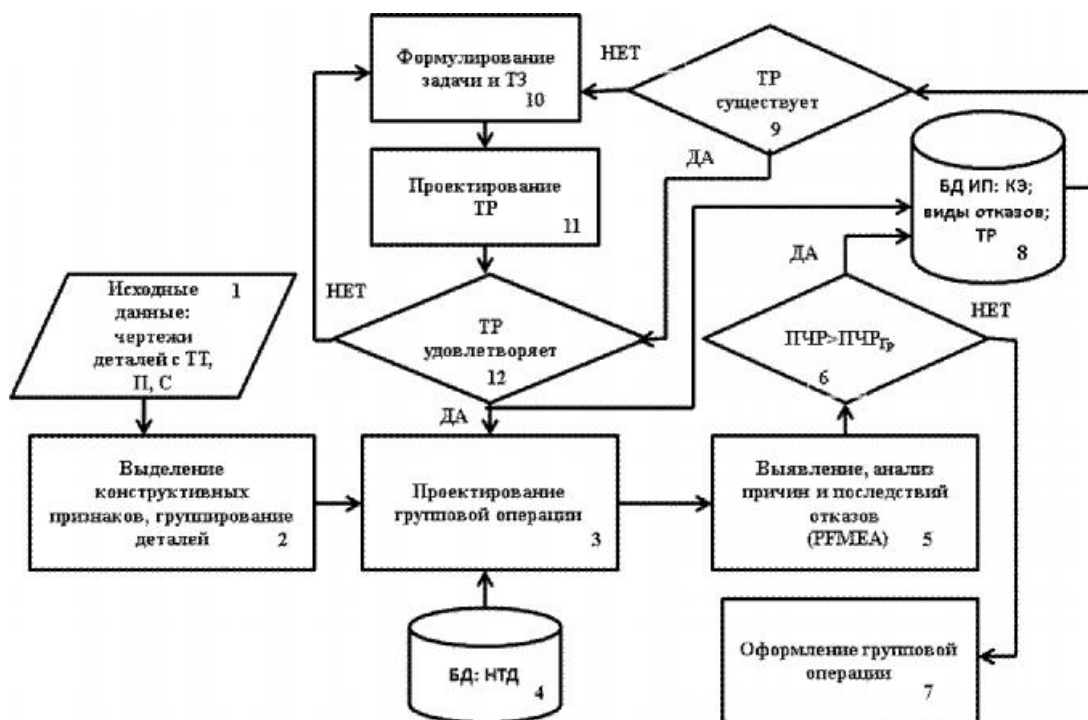 Формулирование
задачи и ТЗ
10
НЕТ
ТР
существует
9
ДА
Проектирование
ТР
11
БД ИП: КЭ;
виды отказов;
ТР
8
ДА
НЕТ
Исходные
данные:
чертежи
деталей с ТТ,
П, С
1
НЕТ
ТР
удовлетворяет
12
ДА
ПЧР>ПЧРГр
6
Выделение
конструктивных
признаков, группирование
деталей
2
Проектирование
групповой операции
3
Выявление, анализ
причин и последствий
отказов
(PFMEA)
5
БД: НТД
4
Оформление групповой
операции
7